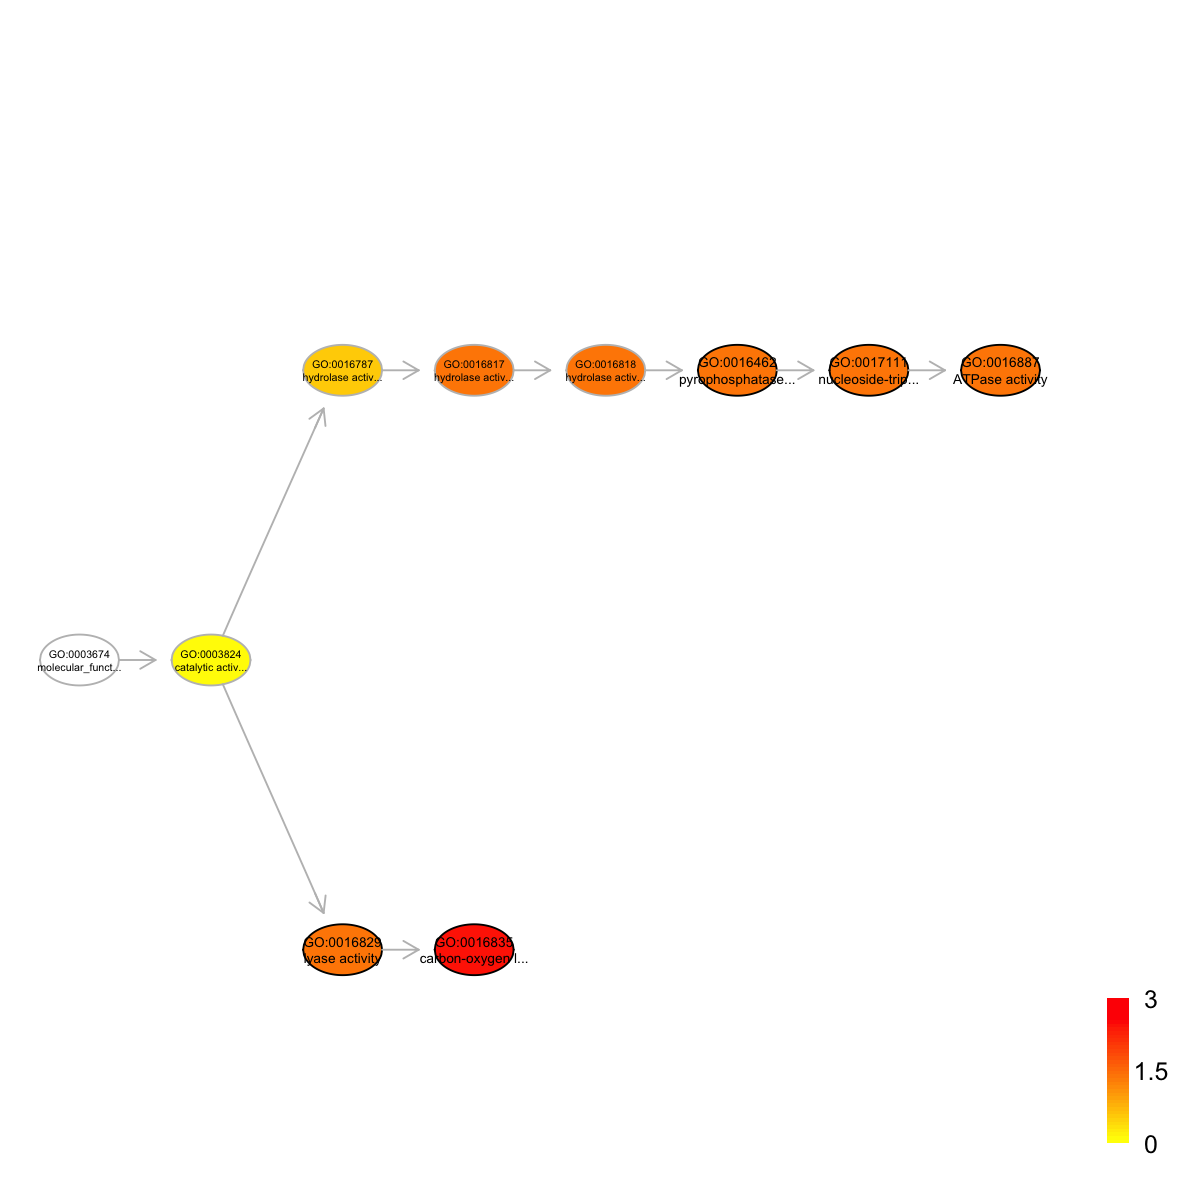 GO:0016787
hydrolase activ...
GO:0016817
hydrolase activ...
GO:0016818
hydrolase activ...
GO:0016462
pyrophosphatase...
GO:0017111
nucleoside-trip...
GO:0016887
ATPase activity
GO:0003674
molecular_funct...
GO:0003824
catalytic activ...
GO:0016829
lyase activity
GO:0016835
carbon-oxygen l...
3
1.5
0